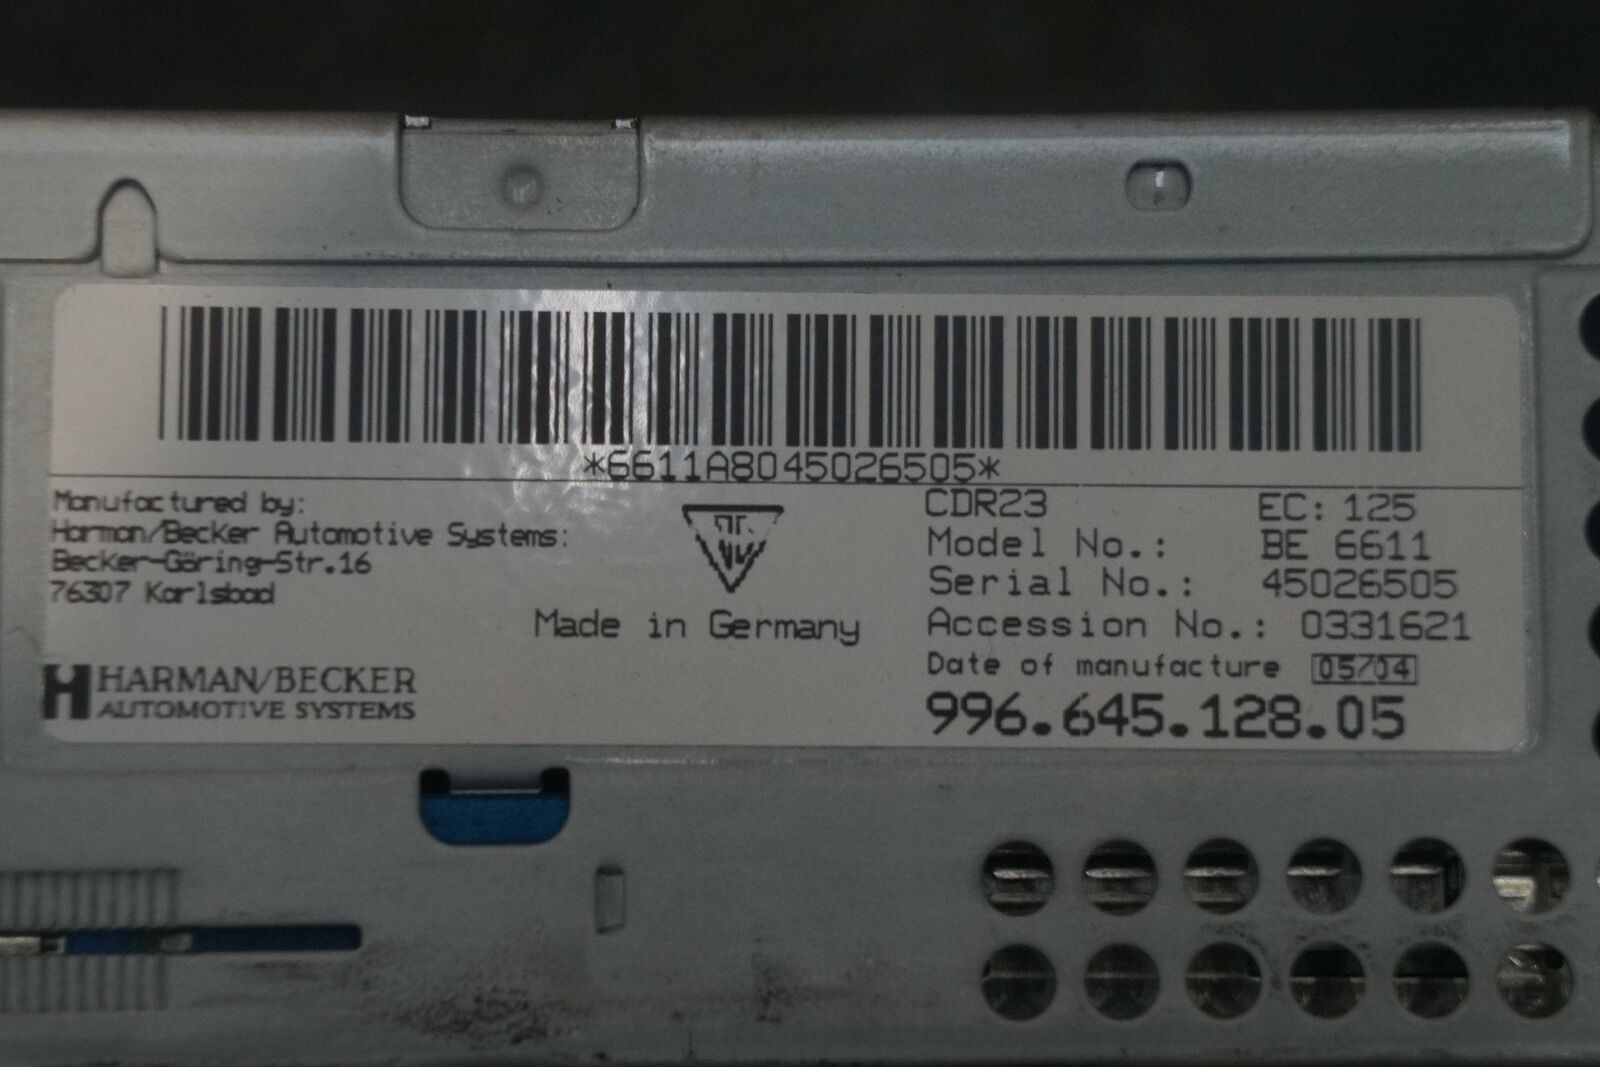 *6611A8045026505*
Manufactured by:
Harman/Becker Automotive Systems:
Becker-Göring-Str.16
76307 Karlsbad
HARMAN/BECKER
AUTOMOTIVE SYSTEMS
Made in Germany
CDR23 EC: 125
Model No.: BE 6611
Serial No.: 45026505
Accession No.: 0331621
Date of manufacture 05/04
996.645.128.05